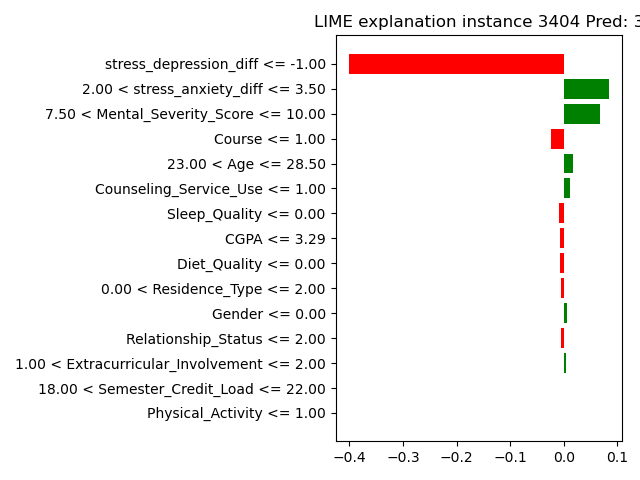 LIME explanation instance 3404 Pred: 3
stress_depression_diff <= -1.00
2.00 < stress_anxiety_diff <= 3.50
7.50 < Mental_Severity_Score <= 10.00
Course <= 1.00
23.00 < Age <= 28.50
Counseling_Service_Use <= 1.00
Sleep_Quality <= 0.00
CGPA <= 3.29
Diet_Quality <= 0.00
0.00 < Residence_Type <= 2.00
Gender <= 0.00
Relationship_Status <= 2.00
1.00 < Extracurricular_Involvement <= 2.00
18.00 < Semester_Credit_Load <= 22.00
Physical_Activity <= 1.00
−0.4 −0.3 −0.2 −0.1 0.0 0.1